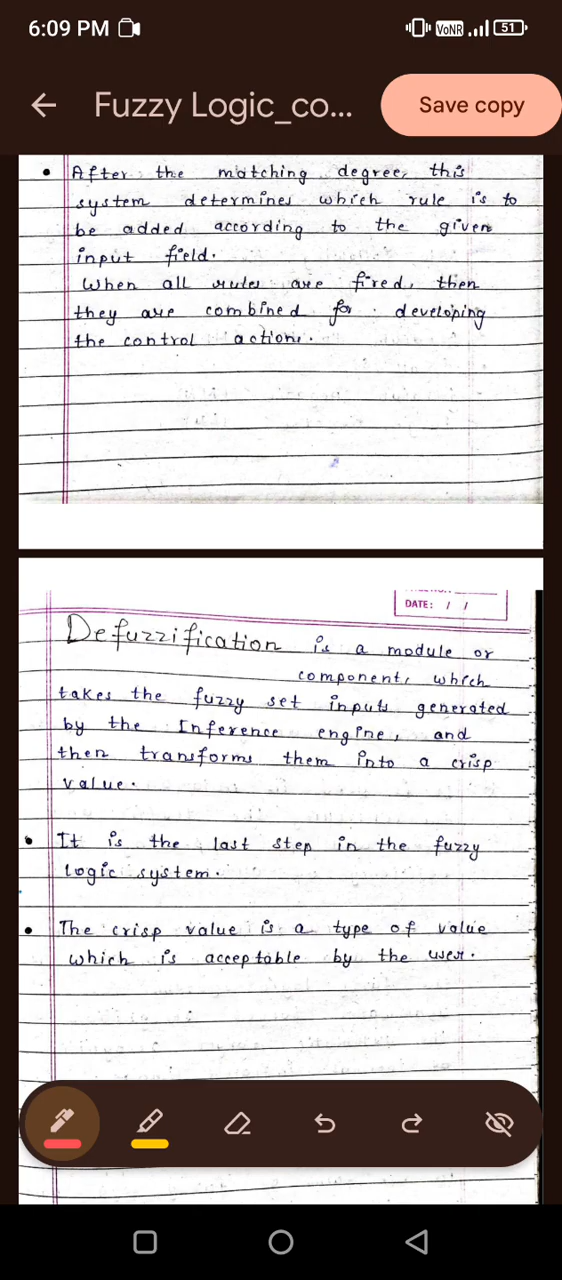 6:09 PM
VoNR
51
Fuzzy Logic_co...
Save copy
• After the matching degree, this
system determines which rule is to
be added according to the given
input field.
When all rules are fired, then
they are combined for developing
the control actions.
DATE: / /
Defuzzification is a module or
component, which
takes the fuzzy set inputs generated
by the Inference engine, and
then transforms them into a crisp
value.
• It is the last step in the fuzzy
logic system.
• The crisp value is a type of value
which is acceptable by the user.